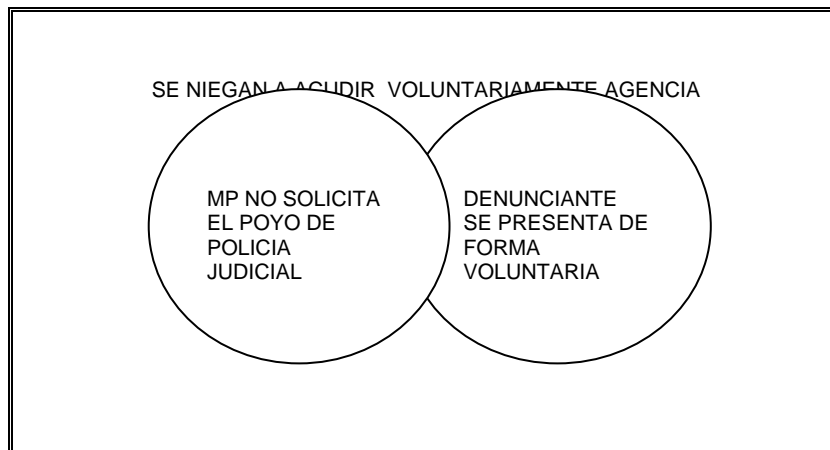 SE NIEGAN A ACUDIR VOLUNTARIAMENTE AGENCIA
MP NO SOLICITA
EL POYO DE
POLICIA
JUDICIAL
DENUNCIANTE
SE PRESENTA DE
FORMA
VOLUNTARIA